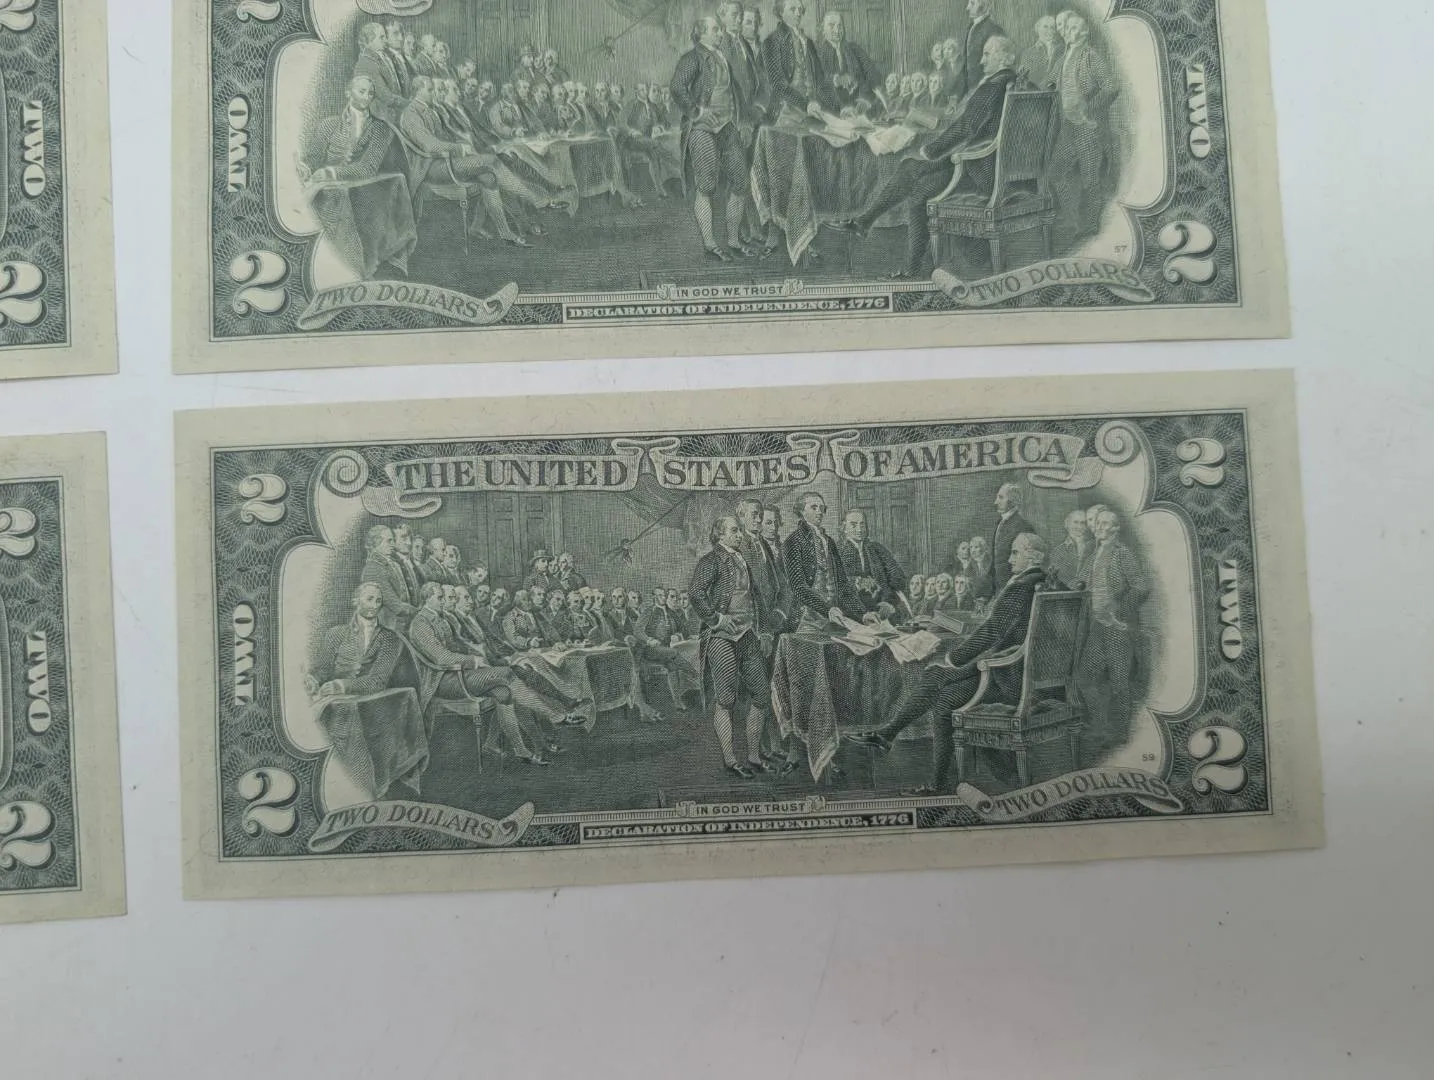 2
2
TWO
TWO
TWO
2
2
2
57
TWO DOLLARS
IN GOD WE TRUST
TWO DOLLARS
DECLARATION OF INDEPENDENCE, 1776
THE UNITED STATES OF AMERICA
2
2
2
TWO
TWO
TWO
59
2
2
2
TWO DOLLARS
IN GOD WE TRUST
TWO DOLLARS
DECLARATION OF INDEPENDENCE, 1776